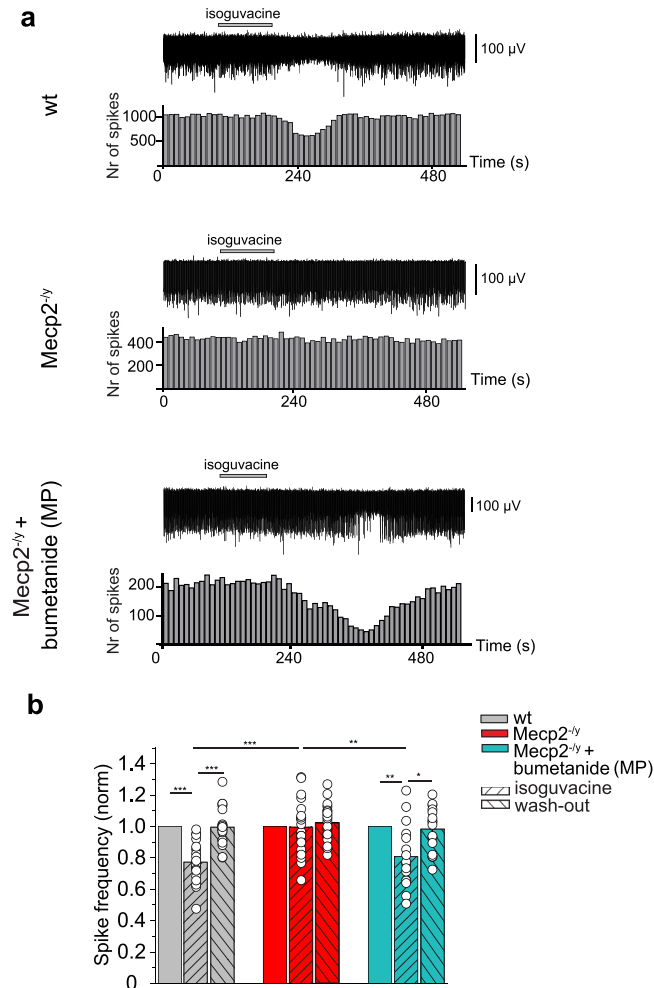 a
isoguvacine
100 µV
wt
Nr of spikes
1000
500
0 240 480
Time (s)
isoguvacine
100 µV
Mecp2-/y
Nr of spikes
400
200
0 240 480
Time (s)
isoguvacine
100 µV
Mecp2-/y +
bumetanide (MP)
Nr of spikes
200
100
0 240 480
Time (s)
b
wt
Mecp2-/y
Mecp2-/y +
bumetanide (MP)
isoguvacine
wash-out
*** **
*** *** ** *
Spike frequency (norm)
1.4
1.2
1.0
0.8
0.6
0.4
0.2
0